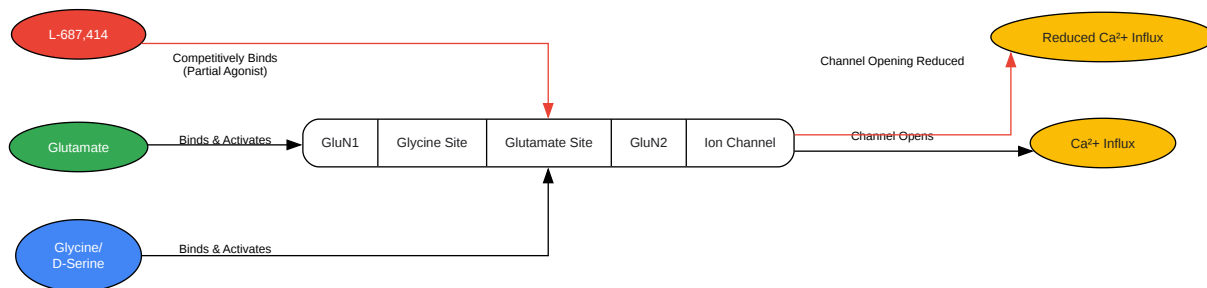 L-687,414
Competitively Binds
(Partial Agonist)
Reduced Ca²+ Influx
Channel Opening Reduced
Glutamate
Binds & Activates
GluN1
Glycine Site
Glutamate Site
GluN2
Ion Channel
Channel Opens
Ca²+ Influx
Glycine/
D-Serine
Binds & Activates